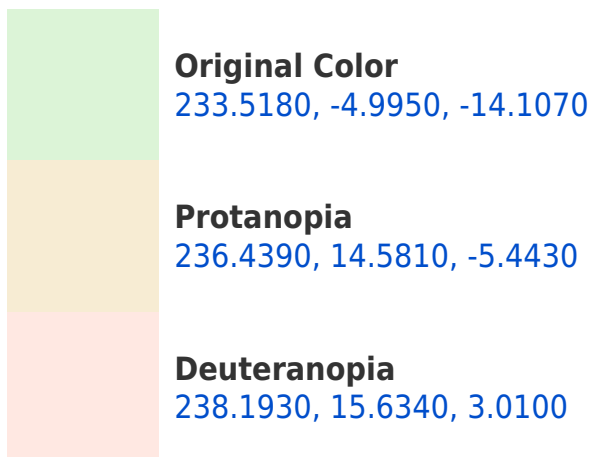 Original Color
233.5180, -4.9950, -14.1070
Protanopia
236.4390, 14.5810, -5.4430
Deuteranopia
238.1930, 15.6340, 3.0100